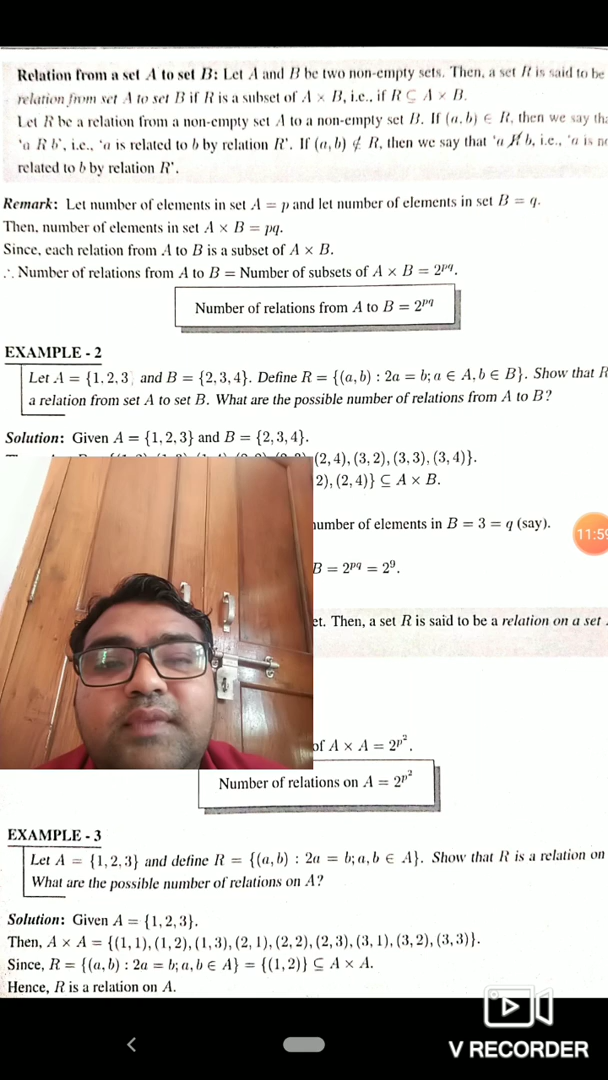 Relation from a set A to set B: Let A and B be two non-empty sets. Then, a set R is said to be
relation from set A to set B if R is a subset of A × B, i.e., if R ⊆ A × B.
Let R be a relation from a non-empty set A to a non-empty set B. If (a, b) ∈ R, then we say
'a R b', i.e., 'a is related to b by relation R'. If (a, b) ∉ R, then we say that 'a R̸ b, i.e., 'a is
related to b by relation R'.
Remark: Let number of elements in set A = p and let number of elements in set B = q.
Then, number of elements in set A × B = pq.
Since, each relation from A to B is a subset of A × B.
∴ Number of relations from A to B = Number of subsets of A × B = 2^{pq}.
Number of relations from A to B = 2^{pq}
EXAMPLE - 2
Let A = {1, 2, 3 and B = {2, 3, 4}. Define R = {(a, b) : 2a = b; a ∈ A, b ∈ B}. Show that R
a relation from set A to set B. What are the possible number of relations from A to B?
Solution: Given A = {1, 2, 3} and B = {2, 3, 4}.
(2, 4), (3, 2), (3, 3), (3, 4)}.
2), (2, 4)} ⊆ A × B.
number of elements in B = 3 = q (say).
11:59
B = 2^{pq} = 2^9.
et. Then, a set R is said to be a relation on a set
of A × A = 2^{p^2}.
Number of relations on A = 2^{p^2}
EXAMPLE - 3
Let A = {1, 2, 3} and define R = {(a, b) : 2a = b; a, b ∈ A}. Show that R is a relation on
What are the possible number of relations on A?
Solution: Given A = {1, 2, 3}.
Then, A × A = {(1, 1), (1, 2), (1, 3), (2, 1), (2, 2), (2, 3), (3, 1), (3, 2), (3, 3)}.
Since, R = {(a, b) : 2a = b; a, b ∈ A} = {(1, 2)} ⊆ A × A.
Hence, R is a relation on A.
V RECORDER